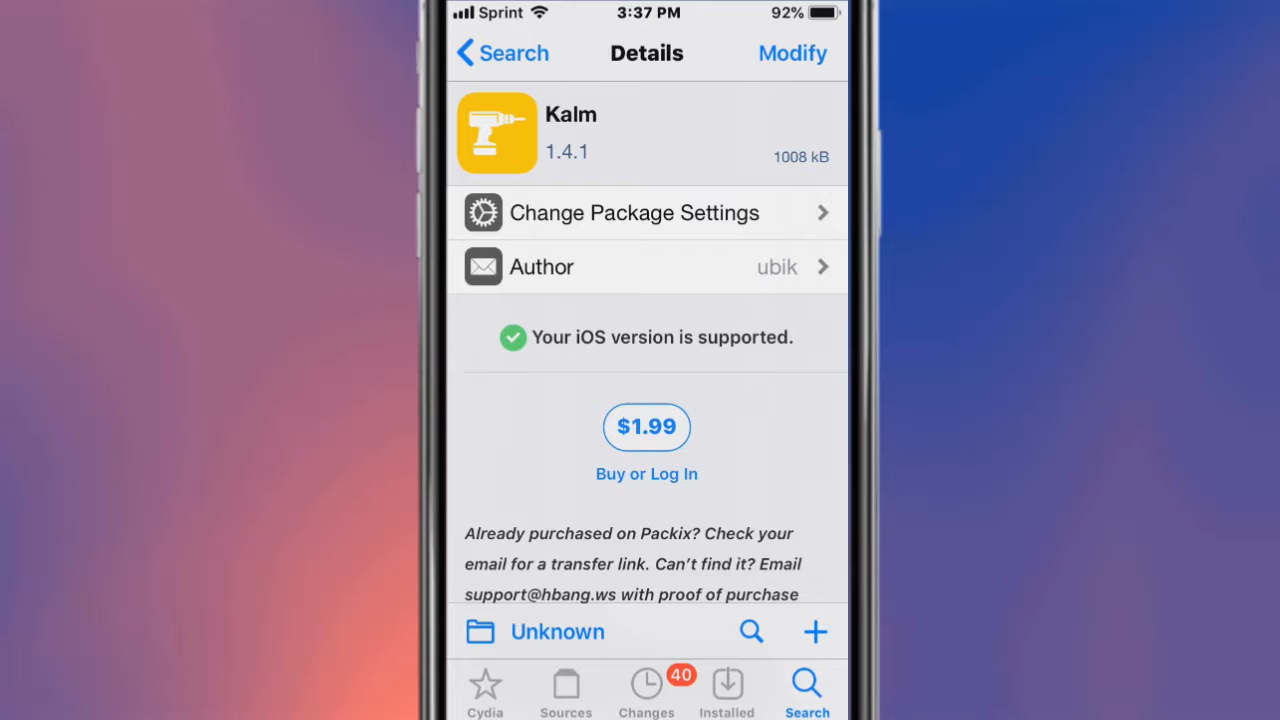 Sprint 3:37 PM 92%
Search Details Modify
Kalm
1.4.1 1008 kB
Change Package Settings
Author ubik
Your iOS version is supported.
$1.99
Buy or Log In
Already purchased on Packix? Check your
email for a transfer link. Can’t find it? Email
support@hbang.ws with proof of purchase
Unknown
40
Cydia Sources Changes Installed Search